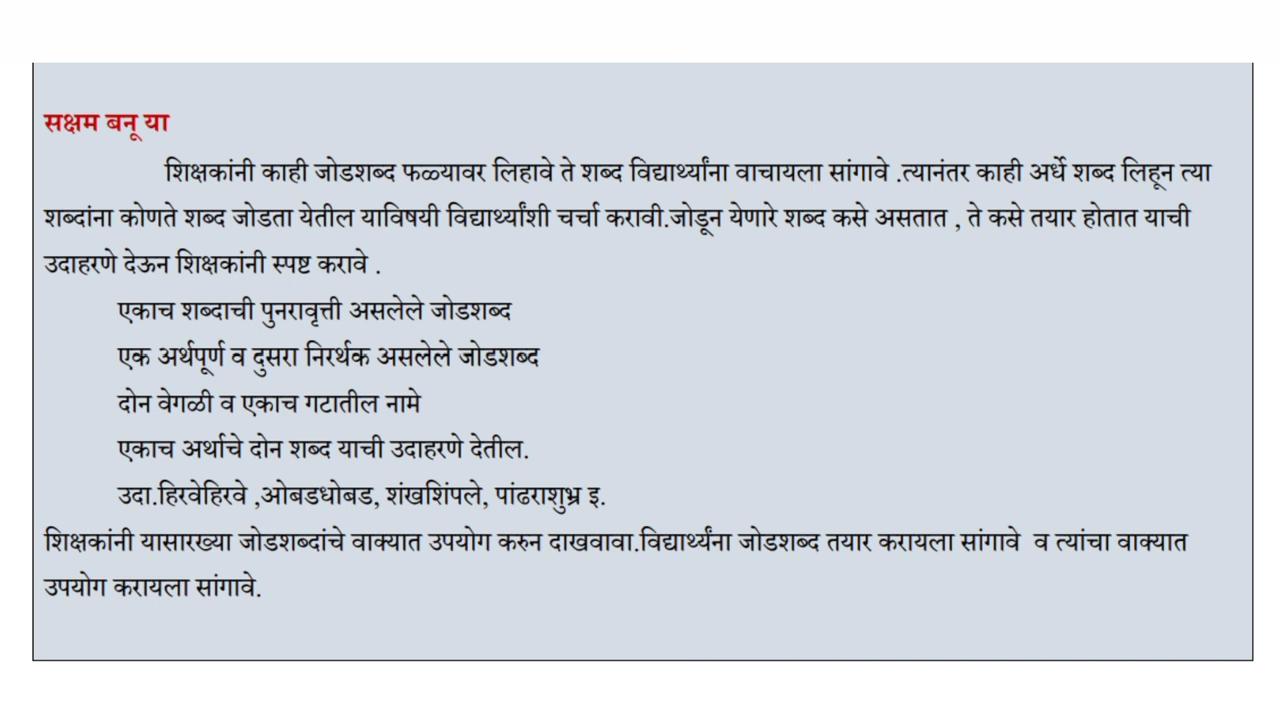 सक्षम बनू या
शिक्षकांनी काही जोडशब्द फळ्यावर लिहावे ते शब्द विद्यार्थ्यांना वाचायला सांगावे .त्यानंतर काही अर्धे शब्द लिहून त्या
शब्दांना कोणते शब्द जोडता येतील याविषयी विद्यार्थ्यांशी चर्चा करावी.जोडून येणारे शब्द कसे असतात , ते कसे तयार होतात याची
उदाहरणे देऊन शिक्षकांनी स्पष्ट करावे .
एकाच शब्दाची पुनरावृत्ती असलेले जोडशब्द
एक अर्थपूर्ण व दुसरा निरर्थक असलेले जोडशब्द
दोन वेगळी व एकाच गटातील नामे
एकाच अर्थाचे दोन शब्द याची उदाहरणे देतील.
उदा.हिरवेहिरवे ,ओबडधोबड, शंखशिंपले, पांढराशुभ्र इ.
शिक्षकांनी यासारख्या जोडशब्दांचे वाक्यात उपयोग करुन दाखवावा.विद्यार्थ्यंना जोडशब्द तयार करायला सांगावे व त्यांचा वाक्यात
उपयोग करायला सांगावे.